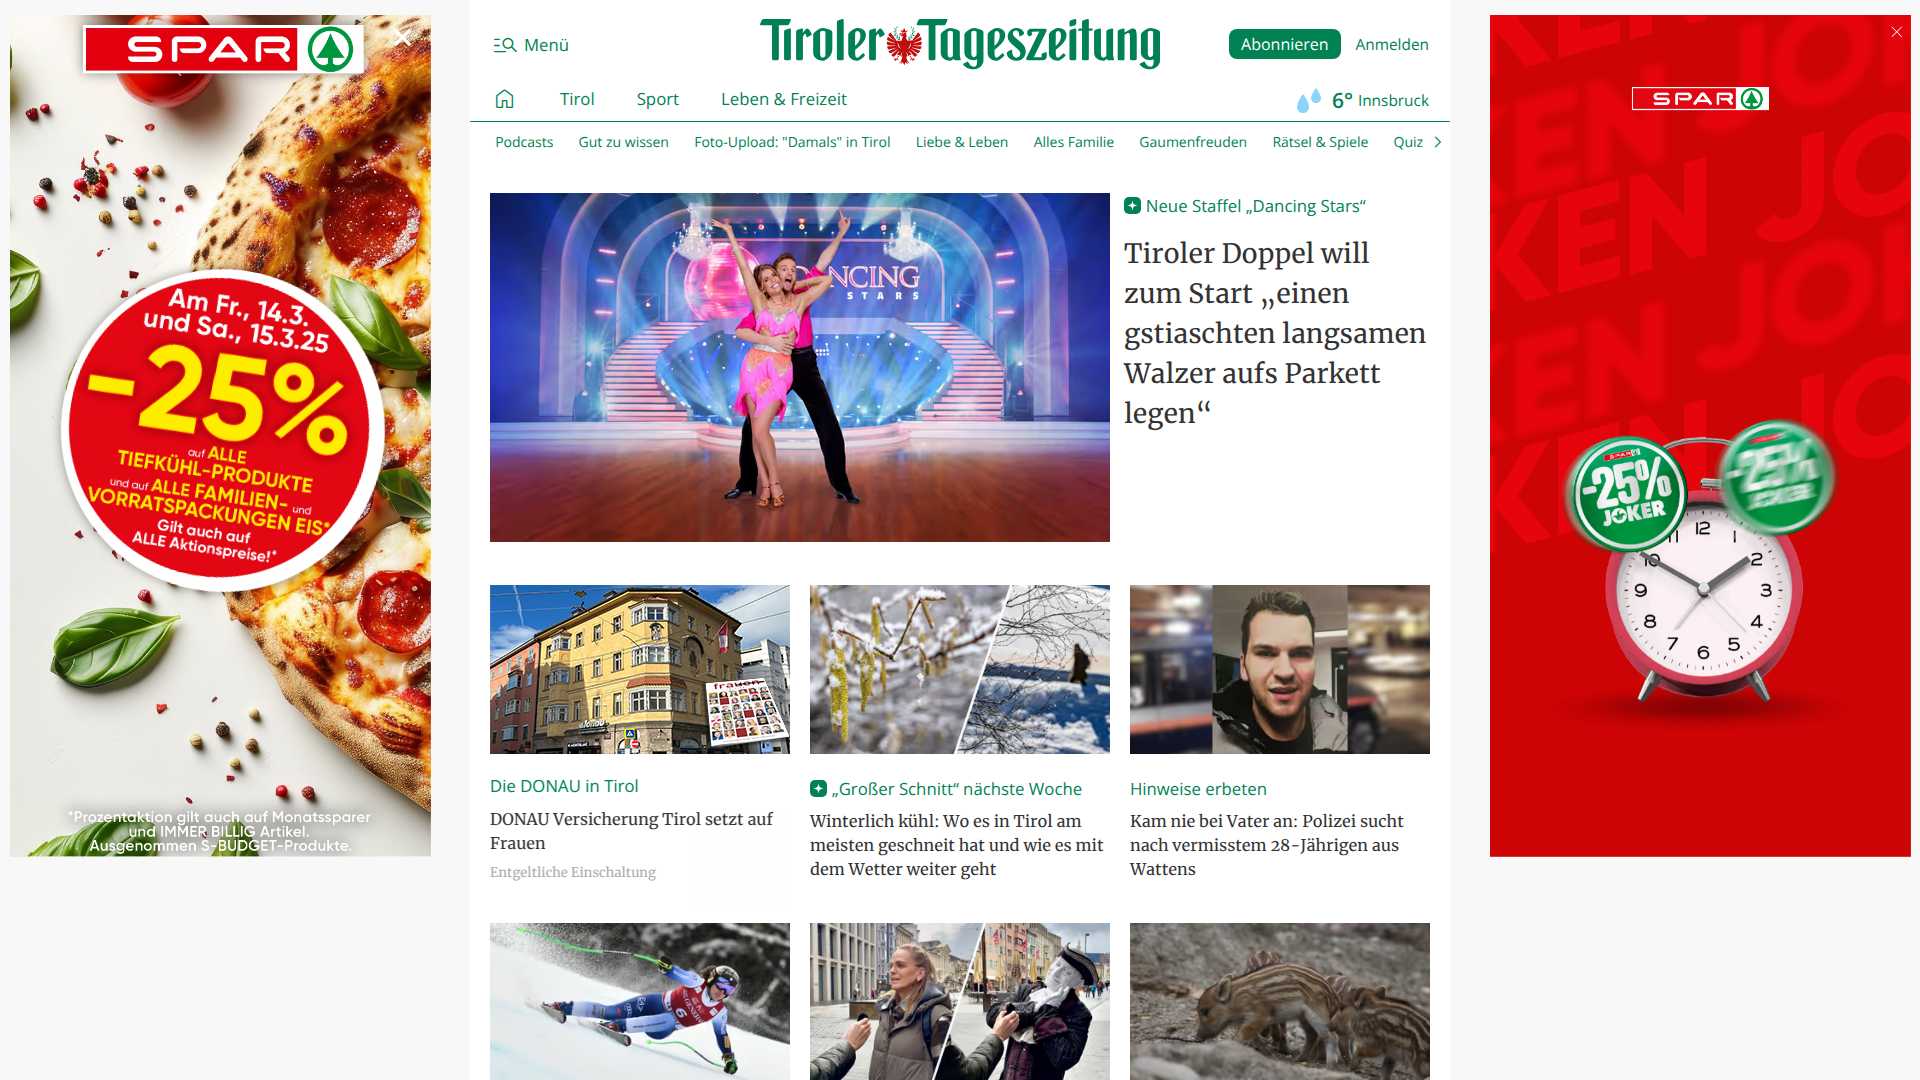 SPAR
Am Fr., 14.3.
und Sa., 15.3.25
-25%
auf ALLE
TIEFKÜHL-PRODUKTE
und auf ALLE FAMILIEN- und
VORRATSPACKUNGEN EIS*
Gilt auch auf
ALLE Aktionspreise!*
*Prozentaktion gilt auch auf Monatssparer
und IMMER BILLIG Artikel.
Ausgenommen S-BUDGET-Produkte.
Menü
Tiroler Tageszeitung
Abonnieren
Anmelden
Tirol
Sport
Leben & Freizeit
6° Innsbruck
Podcasts
Gut zu wissen
Foto-Upload: "Damals" in Tirol
Liebe & Leben
Alles Familie
Gaumenfreuden
Rätsel & Spiele
Quiz
DANCING
STARS
Neue Staffel „Dancing Stars“
Tiroler Doppel will
zum Start „einen
gstiaschten langsamen
Walzer aufs Parkett
legen“
frauen
Die DONAU in Tirol
DONAU Versicherung Tirol setzt auf
Frauen
Entgeltliche Einschaltung
„Großer Schnitt“ nächste Woche
Winterlich kühl: Wo es in Tirol am
meisten geschneit hat und wie es mit
dem Wetter weiter geht
Hinweise erbeten
Kam nie bei Vater an: Polizei sucht
nach vermisstem 28-Jährigen aus
Wattens
6
SPAR
JOKEN JO
SPAR
-25%
JOKER
-25%
JOKER
12
1
2
3
4
5
6
7
8
9
10
11